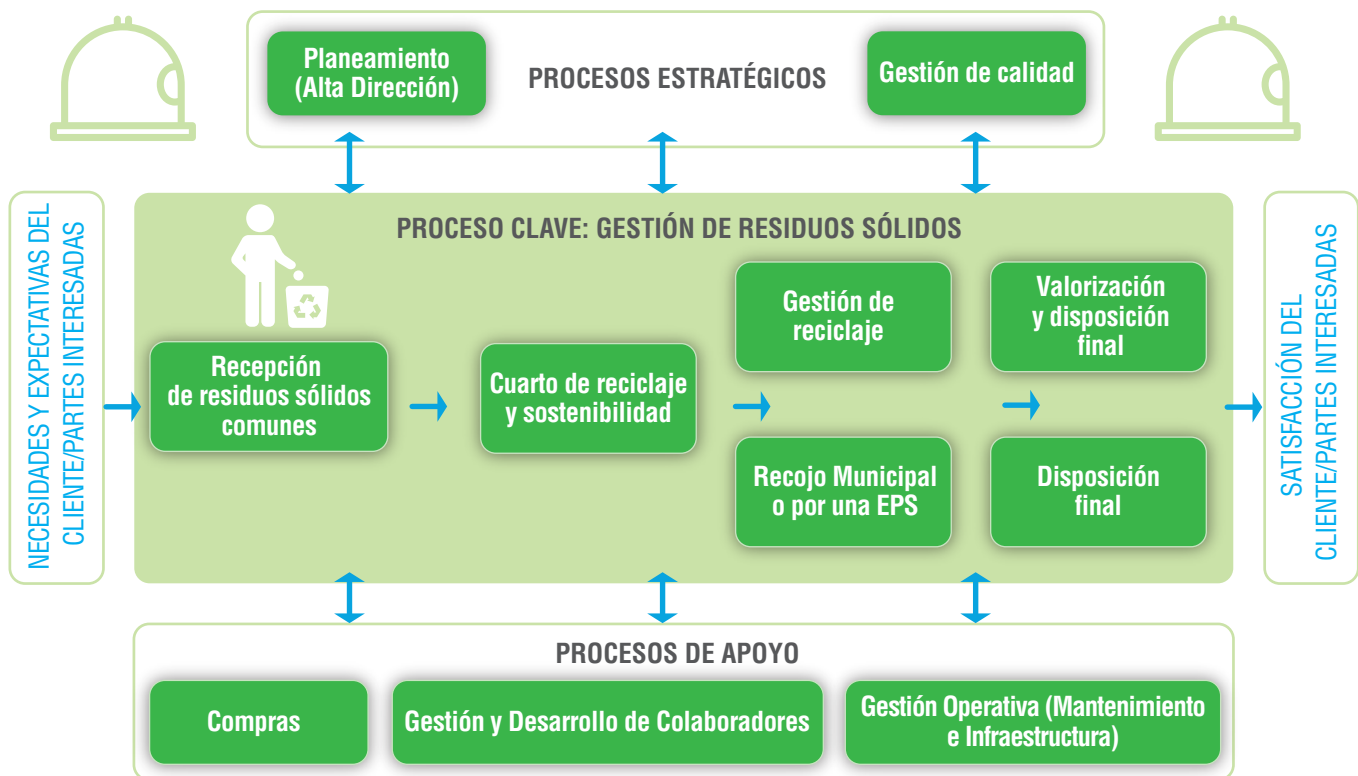 Planeamiento
(Alta Dirección)
PROCESOS ESTRATÉGICOS
Gestión de calidad
NECESIDADES Y EXPECTATIVAS DEL
CLIENTE/PARTES INTERESADAS
PROCESO CLAVE: GESTIÓN DE RESIDUOS SÓLIDOS
Recepción
de residuos sólidos
comunes
Cuarto de reciclaje
y sostenibilidad
Gestión de
reciclaje
Valorización
y disposición
final
Recojo Municipal
o por una EPS
Disposición
final
SATISFACCIÓN DEL
CLIENTE/PARTES INTERESADAS
PROCESOS DE APOYO
Compras
Gestión y Desarrollo de Colaboradores
Gestión Operativa (Mantenimiento
e Infraestructura)